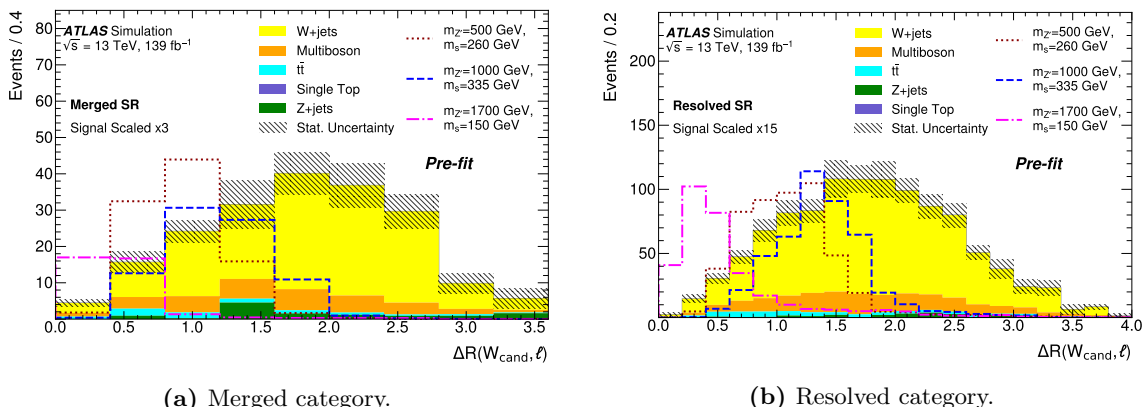 Events / 0.4
80
70
60
50
40
30
20
10
ATLAS Simulation
√s = 13 TeV, 139 fb⁻¹
Merged SR
Signal Scaled x3
W+jets
Multiboson
tt̄
Single Top
Z+jets
Stat. Uncertainty
m_Z'=500 GeV,
m_s=260 GeV
m_Z'=1000 GeV,
m_s=335 GeV
m_Z'=1700 GeV,
m_s=150 GeV
Pre-fit
0.0 0.5 1.0 1.5 2.0 2.5 3.0 3.5
ΔR(W_cand, ℓ)
(a) Merged category.
Events / 0.2
200
150
100
50
ATLAS Simulation
√s = 13 TeV, 139 fb⁻¹
Resolved SR
Signal Scaled x15
W+jets
Multiboson
tt̄
Z+jets
Single Top
Stat. Uncertainty
m_Z'=500 GeV,
m_s=260 GeV
m_Z'=1000 GeV,
m_s=335 GeV
m_Z'=1700 GeV,
m_s=150 GeV
Pre-fit
0.0 0.5 1.0 1.5 2.0 2.5 3.0 3.5 4.0
ΔR(W_cand, ℓ)
(b) Resolved category.